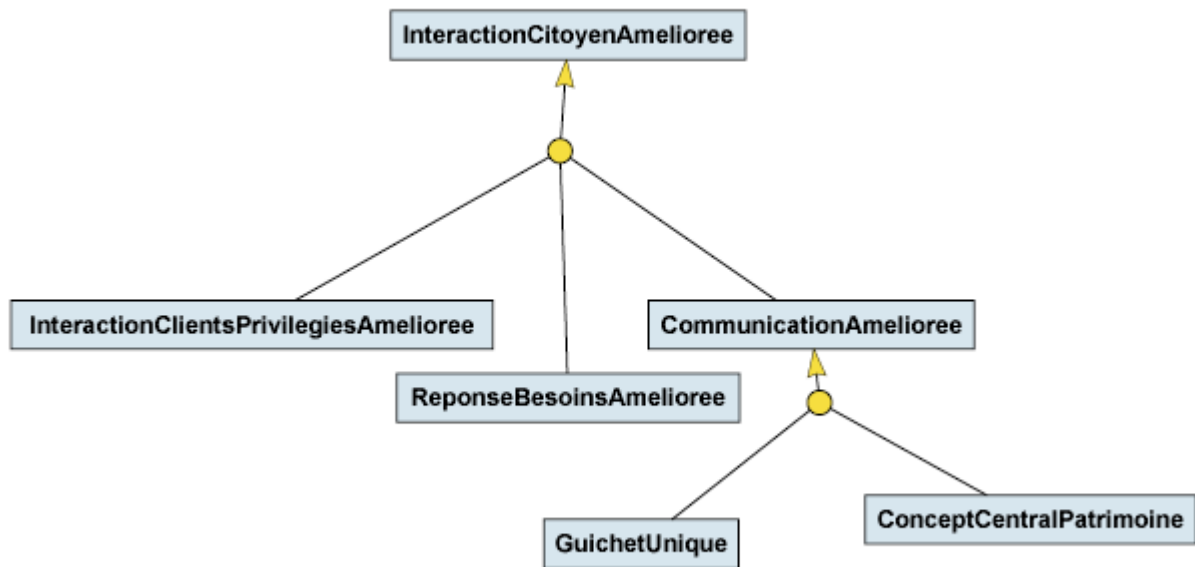 InteractionCitoyenAmelioree
InteractionClientsPrivilegiesAmelioree
CommunicationAmelioree
ReponseBesoinsAmelioree
ConceptCentralPatrimoine
GuichetUnique